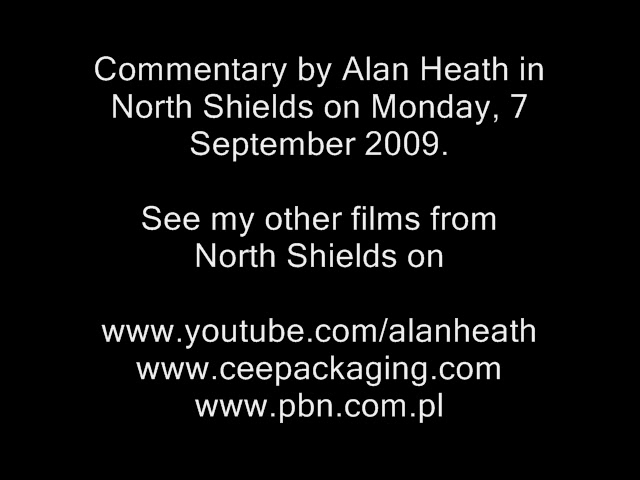 Commentary by Alan Heath in
North Shields on Monday, 7
September 2009.
See my other films from
North Shields on
www.youtube.com/alanheath
www.ceepackaging.com
www.pbn.com.pl